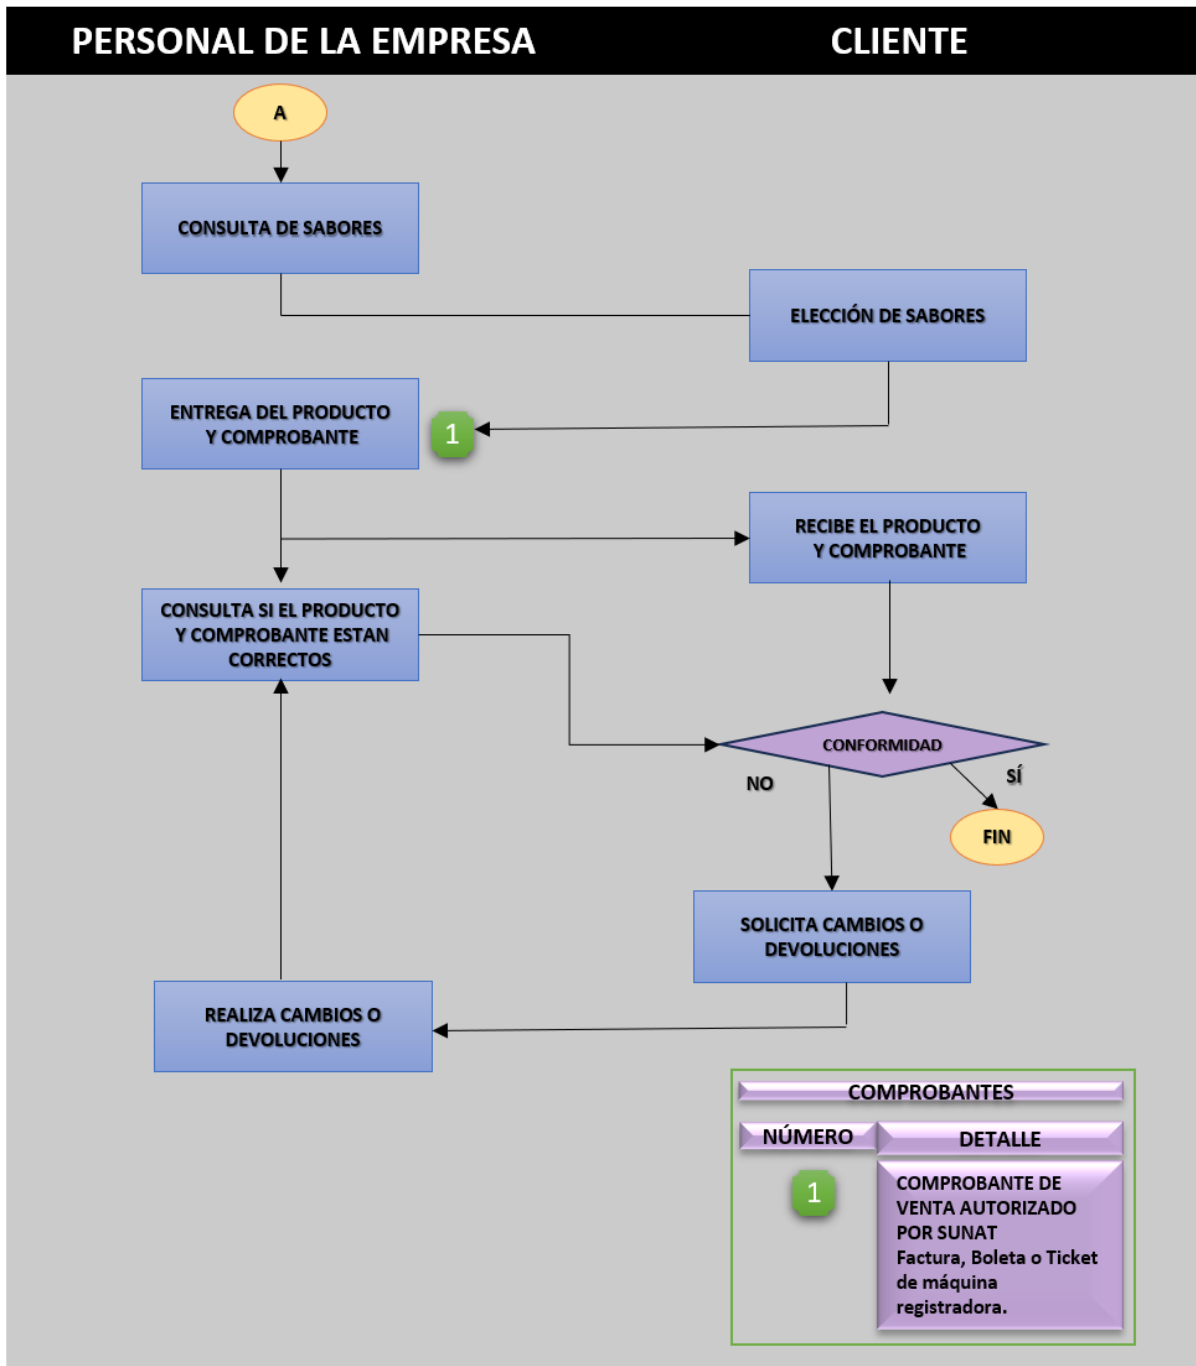 PERSONAL DE LA EMPRESA
CLIENTE
A
CONSULTA DE SABORES
ELECCIÓN DE SABORES
ENTREGA DEL PRODUCTO
Y COMPROBANTE
1
RECIBE EL PRODUCTO
Y COMPROBANTE
CONSULTA SI EL PRODUCTO
Y COMPROBANTE ESTAN
CORRECTOS
CONFORMIDAD
NO
SÍ
FIN
SOLICITA CAMBIOS O
DEVOLUCIONES
REALIZA CAMBIOS O
DEVOLUCIONES
COMPROBANTES
NÚMERO
DETALLE
1
COMPROBANTE DE
VENTA AUTORIZADO
POR SUNAT
Factura, Boleta o Ticket
de máquina
registradora.